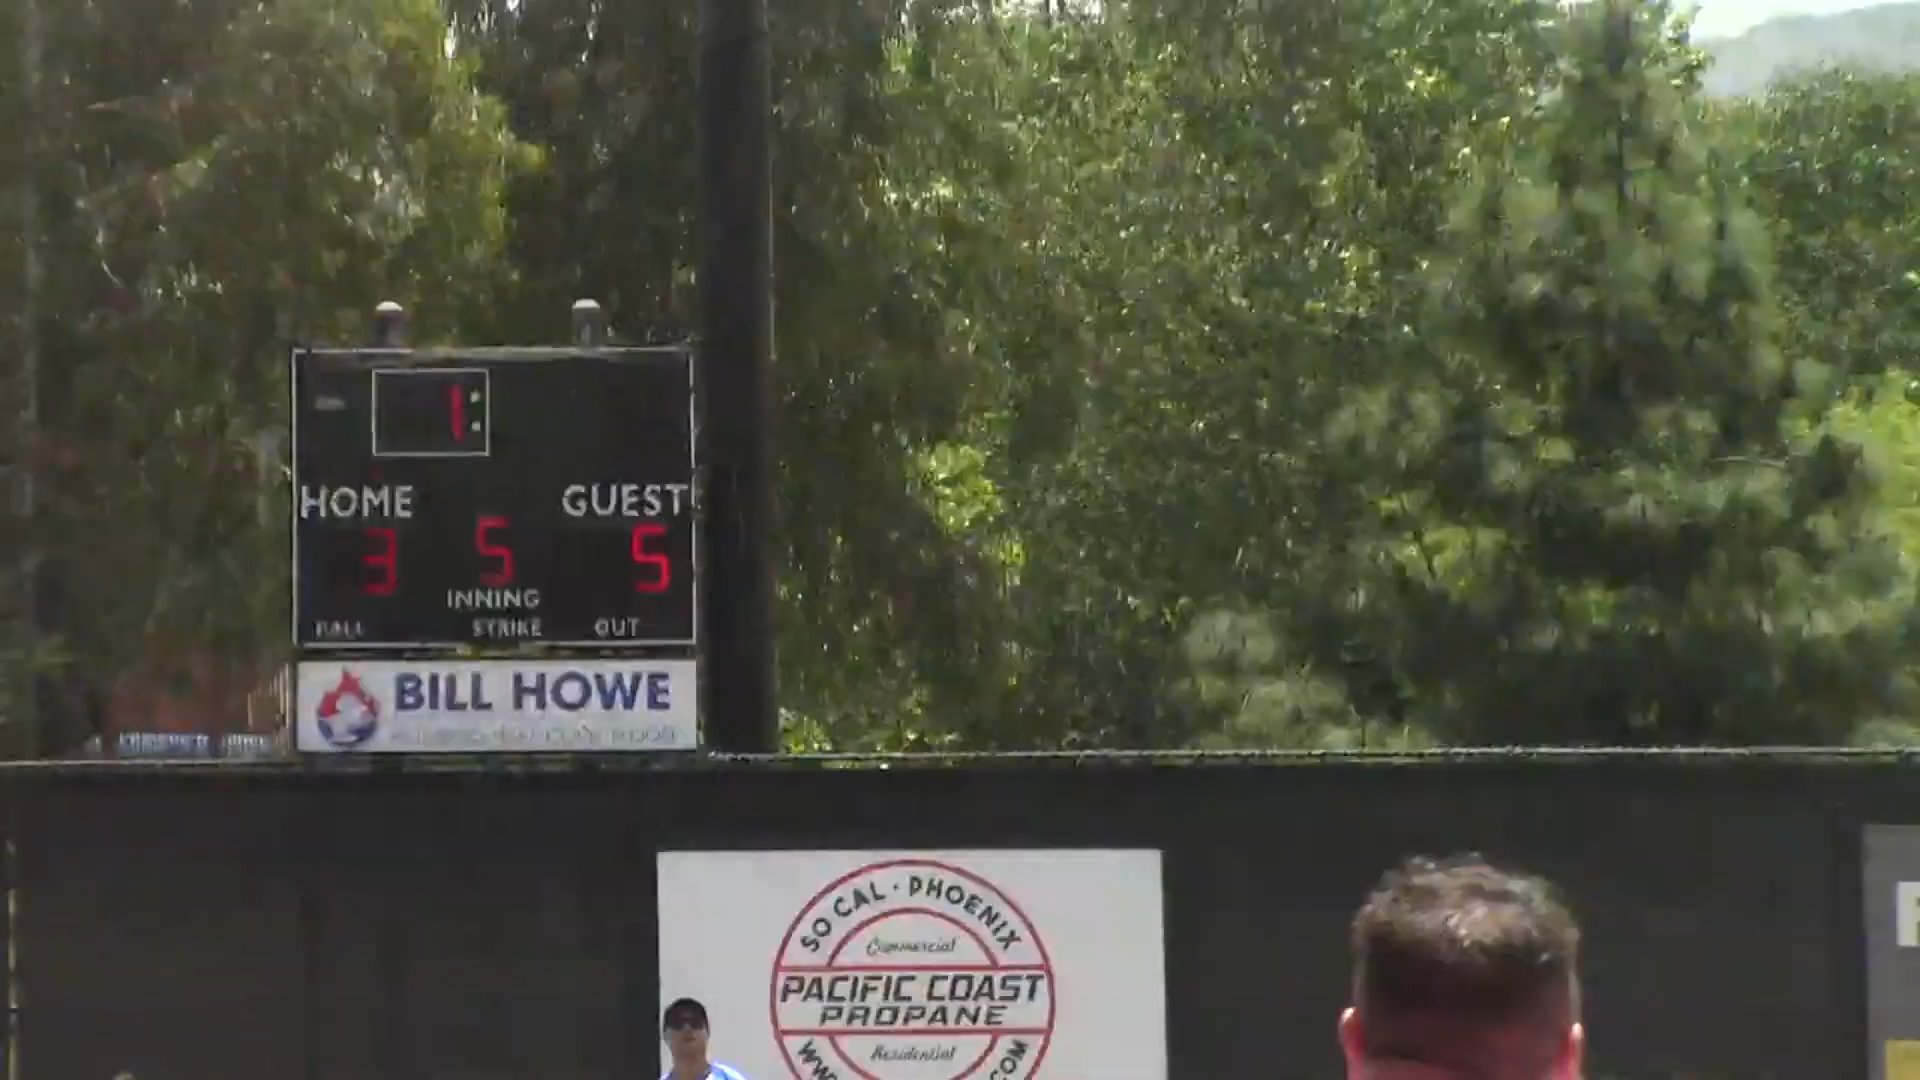 1:
HOME GUEST
3 5 5
INNING
BALL STRIKE OUT
BILL HOWE
SO CAL · PHOENIX
Commercial
PACIFIC COAST
PROPANE
Residential